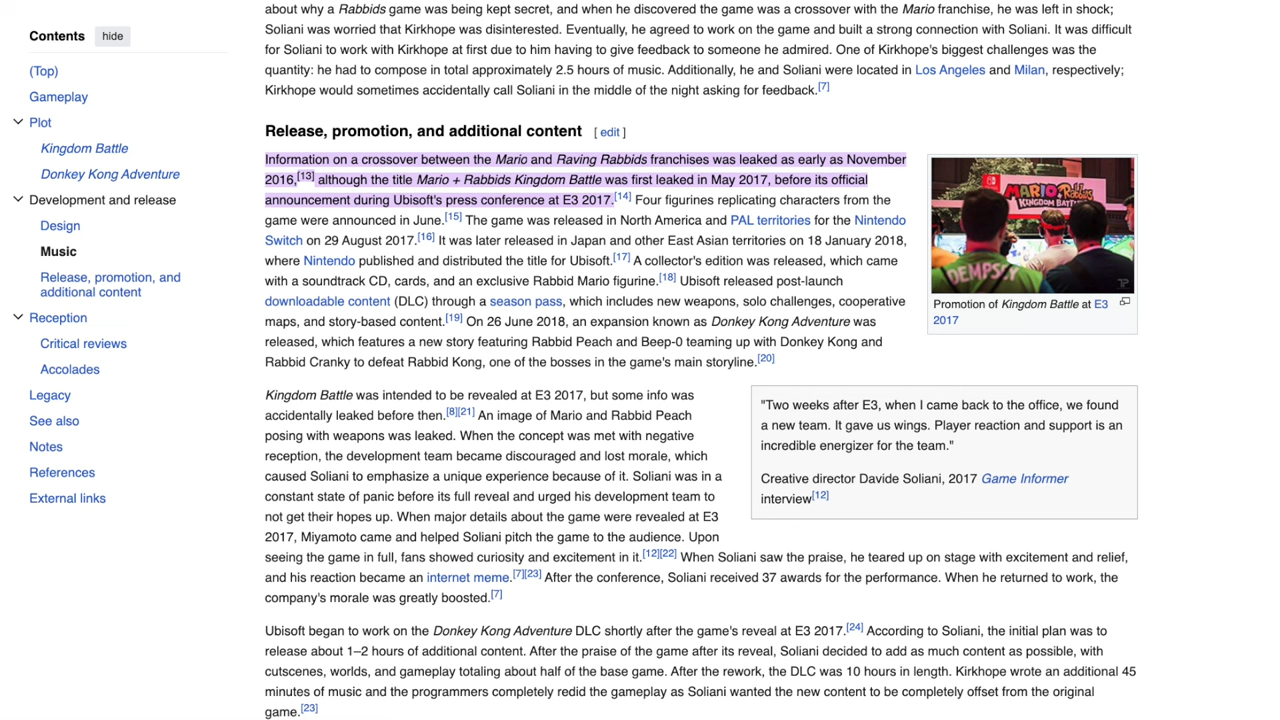 Contents hide
(Top)
Gameplay
Plot
Kingdom Battle
Donkey Kong Adventure
Development and release
Design
Music
Release, promotion, and
additional content
Reception
Critical reviews
Accolades
Legacy
See also
Notes
References
External links
about why a Rabbids game was being kept secret, and when he discovered the game was a crossover with the Mario franchise, he was left in shock;
Soliani was worried that Kirkhope was disinterested. Eventually, he agreed to work on the game and built a strong connection with Soliani. It was difficult
for Soliani to work with Kirkhope at first due to him having to give feedback to someone he admired. One of Kirkhope's biggest challenges was the
quantity: he had to compose in total approximately 2.5 hours of music. Additionally, he and Soliani were located in Los Angeles and Milan, respectively;
Kirkhope would sometimes accidentally call Soliani in the middle of the night asking for feedback.[7]
Release, promotion, and additional content [ edit ]
Information on a crossover between the Mario and Raving Rabbids franchises was leaked as early as November
2016,[13] although the title Mario + Rabbids Kingdom Battle was first leaked in May 2017, before its official
announcement during Ubisoft's press conference at E3 2017.[14] Four figurines replicating characters from the
game were announced in June.[15] The game was released in North America and PAL territories for the Nintendo
Switch on 29 August 2017.[16] It was later released in Japan and other East Asian territories on 18 January 2018,
where Nintendo published and distributed the title for Ubisoft.[17] A collector's edition was released, which came
with a soundtrack CD, cards, and an exclusive Rabbid Mario figurine.[18] Ubisoft released post-launch
downloadable content (DLC) through a season pass, which includes new weapons, solo challenges, cooperative
maps, and story-based content.[19] On 26 June 2018, an expansion known as Donkey Kong Adventure was
released, which features a new story featuring Rabbid Peach and Beep-0 teaming up with Donkey Kong and
Rabbid Cranky to defeat Rabbid Kong, one of the bosses in the game's main storyline.[20]
MARIO Rabbids
KINGDOM BATTLE
DEMPSEY
Promotion of Kingdom Battle at E3
2017
Kingdom Battle was intended to be revealed at E3 2017, but some info was
accidentally leaked before then.[8][21] An image of Mario and Rabbid Peach
posing with weapons was leaked. When the concept was met with negative
reception, the development team became discouraged and lost morale, which
caused Soliani to emphasize a unique experience because of it. Soliani was in a
constant state of panic before its full reveal and urged his development team to
not get their hopes up. When major details about the game were revealed at E3
2017, Miyamoto came and helped Soliani pitch the game to the audience. Upon
seeing the game in full, fans showed curiosity and excitement in it.[12][22] When Soliani saw the praise, he teared up on stage with excitement and relief,
and his reaction became an internet meme.[7][23] After the conference, Soliani received 37 awards for the performance. When he returned to work, the
company's morale was greatly boosted.[7]
"Two weeks after E3, when I came back to the office, we found
a new team. It gave us wings. Player reaction and support is an
incredible energizer for the team."
Creative director Davide Soliani, 2017 Game Informer
interview[12]
Ubisoft began to work on the Donkey Kong Adventure DLC shortly after the game's reveal at E3 2017.[24] According to Soliani, the initial plan was to
release about 1–2 hours of additional content. After the praise of the game after its reveal, Soliani decided to add as much content as possible, with
cutscenes, worlds, and gameplay totaling about half of the base game. After the rework, the DLC was 10 hours in length. Kirkhope wrote an additional 45
minutes of music and the programmers completely redid the gameplay as Soliani wanted the new content to be completely offset from the original
game.[23]